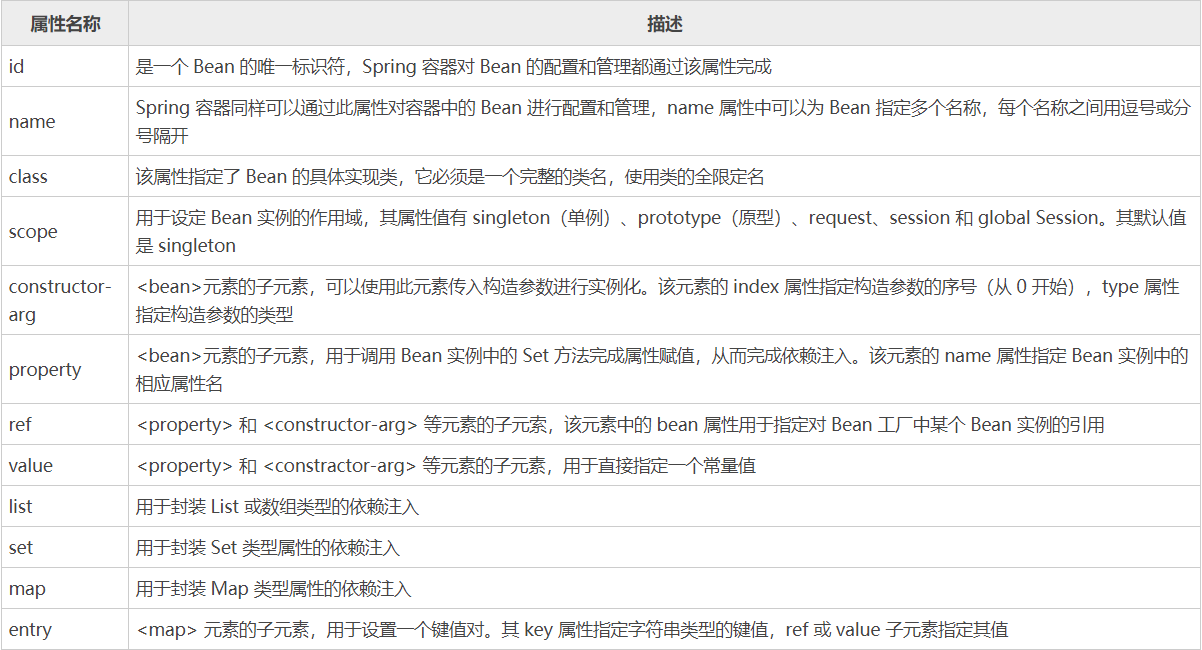 属性名称 描述
id 是一个 Bean 的唯一标识符，Spring 容器对 Bean 的配置和管理都通过该属性完成
name Spring 容器同样可以通过此属性对容器中的 Bean 进行配置和管理，name 属性中可以为 Bean 指定多个名称，每个名称之间用逗号或分
号隔开
class 该属性指定了 Bean 的具体实现类，它必须是一个完整的类名，使用类的全限定名
scope 用于设定 Bean 实例的作用域，其属性值有 singleton（单例）、prototype（原型）、request、session 和 global Session。其默认值
是 singleton
constructor- <bean>元素的子元素，可以使用此元素传入构造参数进行实例化。该元素的 index 属性指定构造参数的序号（从 0 开始），type 属性
arg 指定构造参数的类型
property <bean>元素的子元素，用于调用 Bean 实例中的 Set 方法完成属性赋值，从而完成依赖注入。该元素的 name 属性指定 Bean 实例中的
相应属性名
ref <property> 和 <constructor-arg> 等元素的子元索，该元素中的 bean 属性用于指定对 Bean 工厂中某个 Bean 实例的引用
value <property> 和 <constractor-arg> 等元素的子元素，用于直接指定一个常量值
list 用于封装 List 或数组类型的依赖注入
set 用于封装 Set 类型属性的依赖注入
map 用于封装 Map 类型属性的依赖注入
entry <map> 元素的子元素，用于设置一个键值对。其 key 属性指定字符串类型的键值，ref 或 value 子元素指定其值